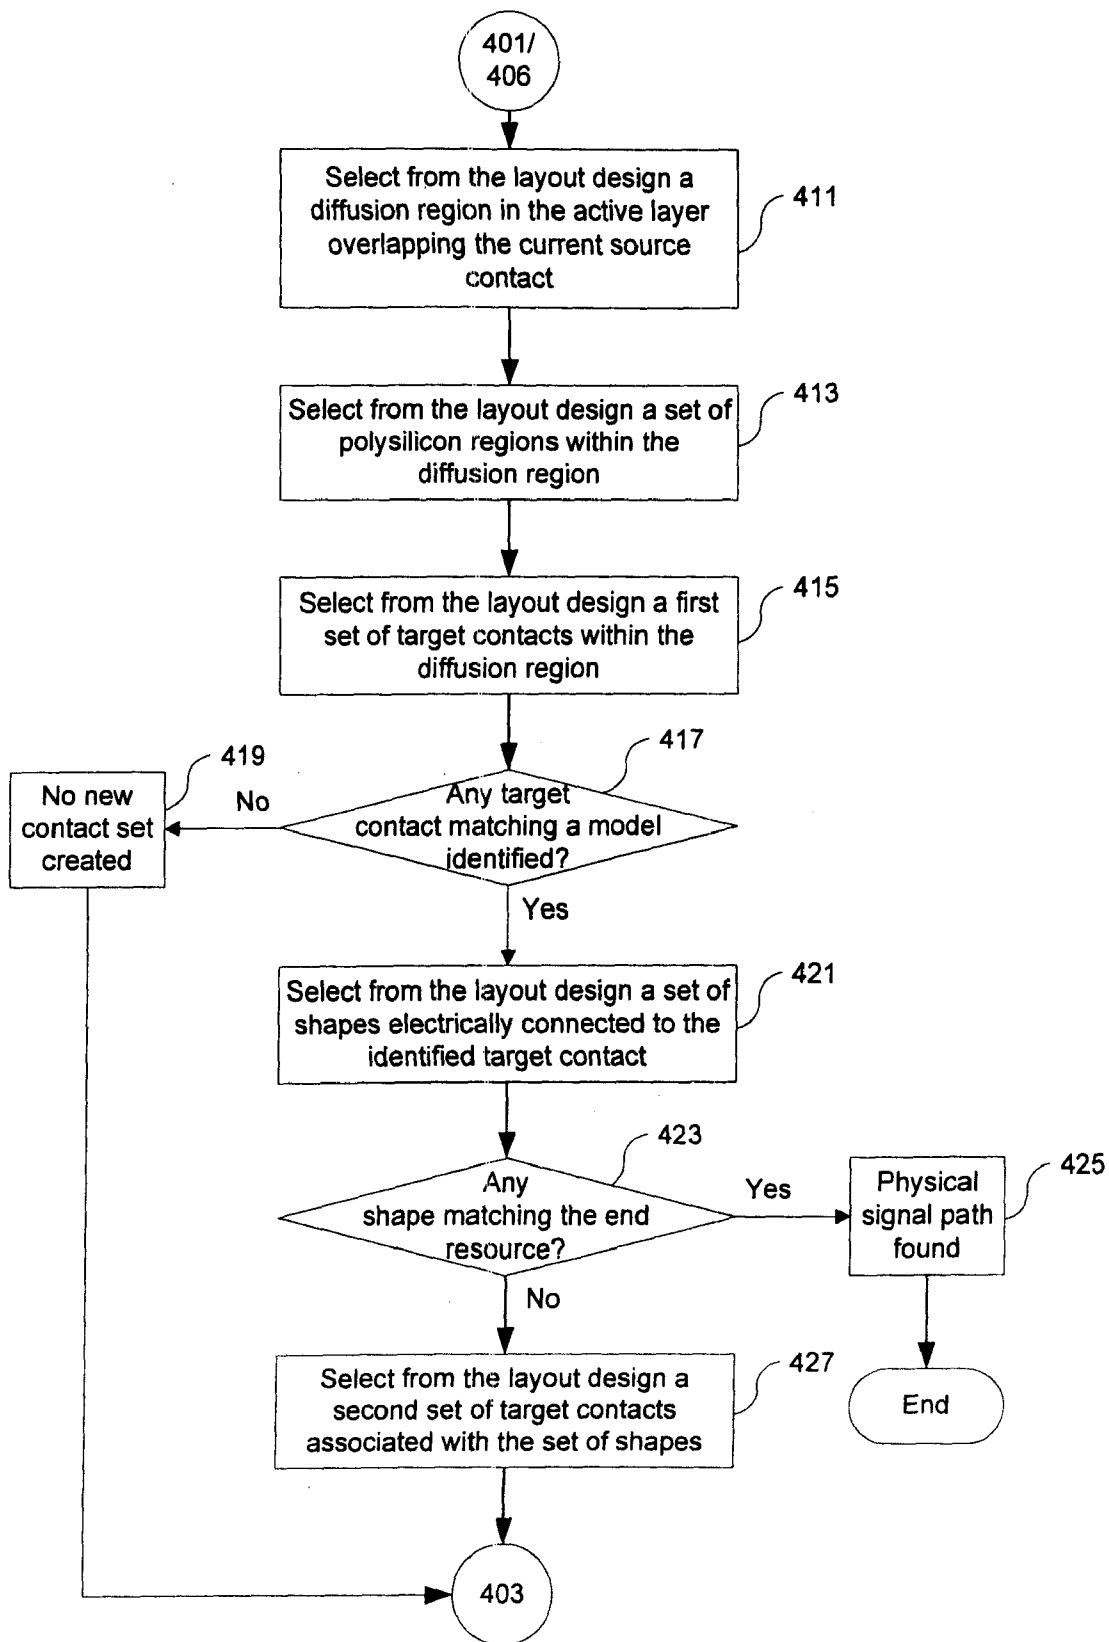 401/
406
Select from the layout design a
diffusion region in the active layer
overlapping the current source
contact
411
Select from the layout design a set of
polysilicon regions within the
diffusion region
413
Select from the layout design a first
set of target contacts within the
diffusion region
415
417
Any target
contact matching a model
identified?
No
419
No new
contact set
created
Yes
Select from the layout design a set of
shapes electrically connected to the
identified target contact
421
423
Any
shape matching the end
resource?
Yes
Physical
signal path
found
425
No
End
Select from the layout design a
second set of target contacts
associated with the set of shapes
427
403